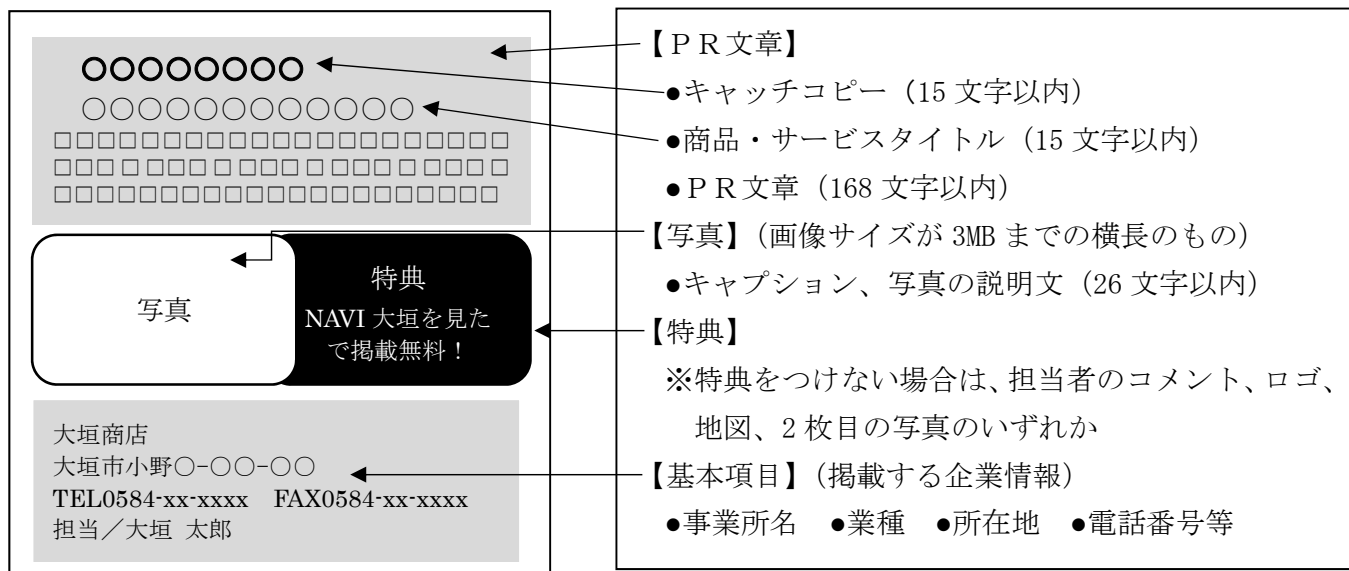 ○○○○○○○○
○○○○○○○○○○○○
□□□□□□□□□□□□□□□□□□□□□
□□□□□□□□□□□□□□□□□□□□
□□□□□□□□□□□□□□□□□□□□
写真
特典
NAVI 大垣を見た
で掲載無料！
大垣商店
大垣市小野○-○○-○○
TEL0584-xx-xxxx　FAX0584-xx-xxxx
担当／大垣 太郎
【ＰＲ文章】
●キャッチコピー（15 文字以内）
●商品・サービスタイトル（15 文字以内）
●ＰＲ文章（168 文字以内）
【写真】（画像サイズが 3MB までの横長のもの）
●キャプション、写真の説明文（26 文字以内）
【特典】
※特典をつけない場合は、担当者のコメント、ロゴ、
地図、2 枚目の写真のいずれか
【基本項目】（掲載する企業情報）
●事業所名　●業種　●所在地　●電話番号等